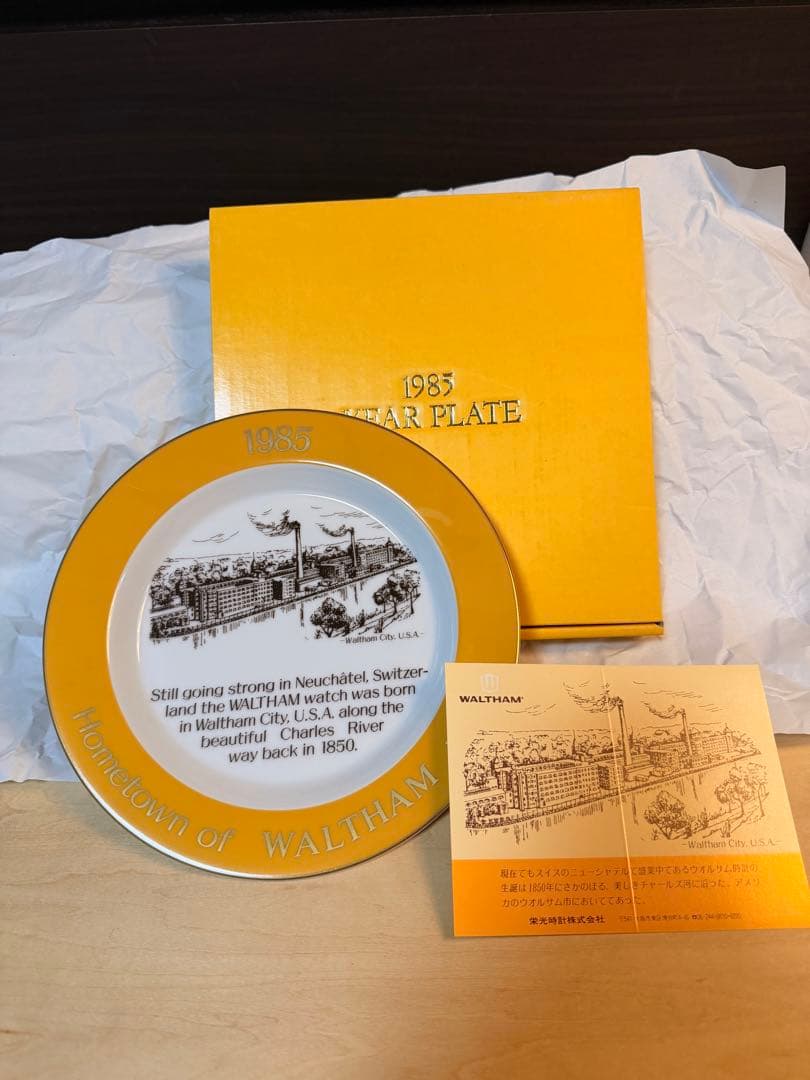 1985
YEAR PLATE
1985
-Waltham City, U.S.A.-
Still going strong in Neuchâtel, Switzer-
land the WALTHAM watch was born
in Waltham City, U.S.A. along the
beautiful Charles River
way back in 1850.
Hometown of WALTHAM
WALTHAM
-Waltham City, U.S.A.-
現在でもスイスのニューシャテルで盛業中であるウオルサム時計の
生誕は1850年にさかのぼる、美しきチャールズ河に沿った、アメリ
カのウオルサム市においてであった。
栄光時計株式会社